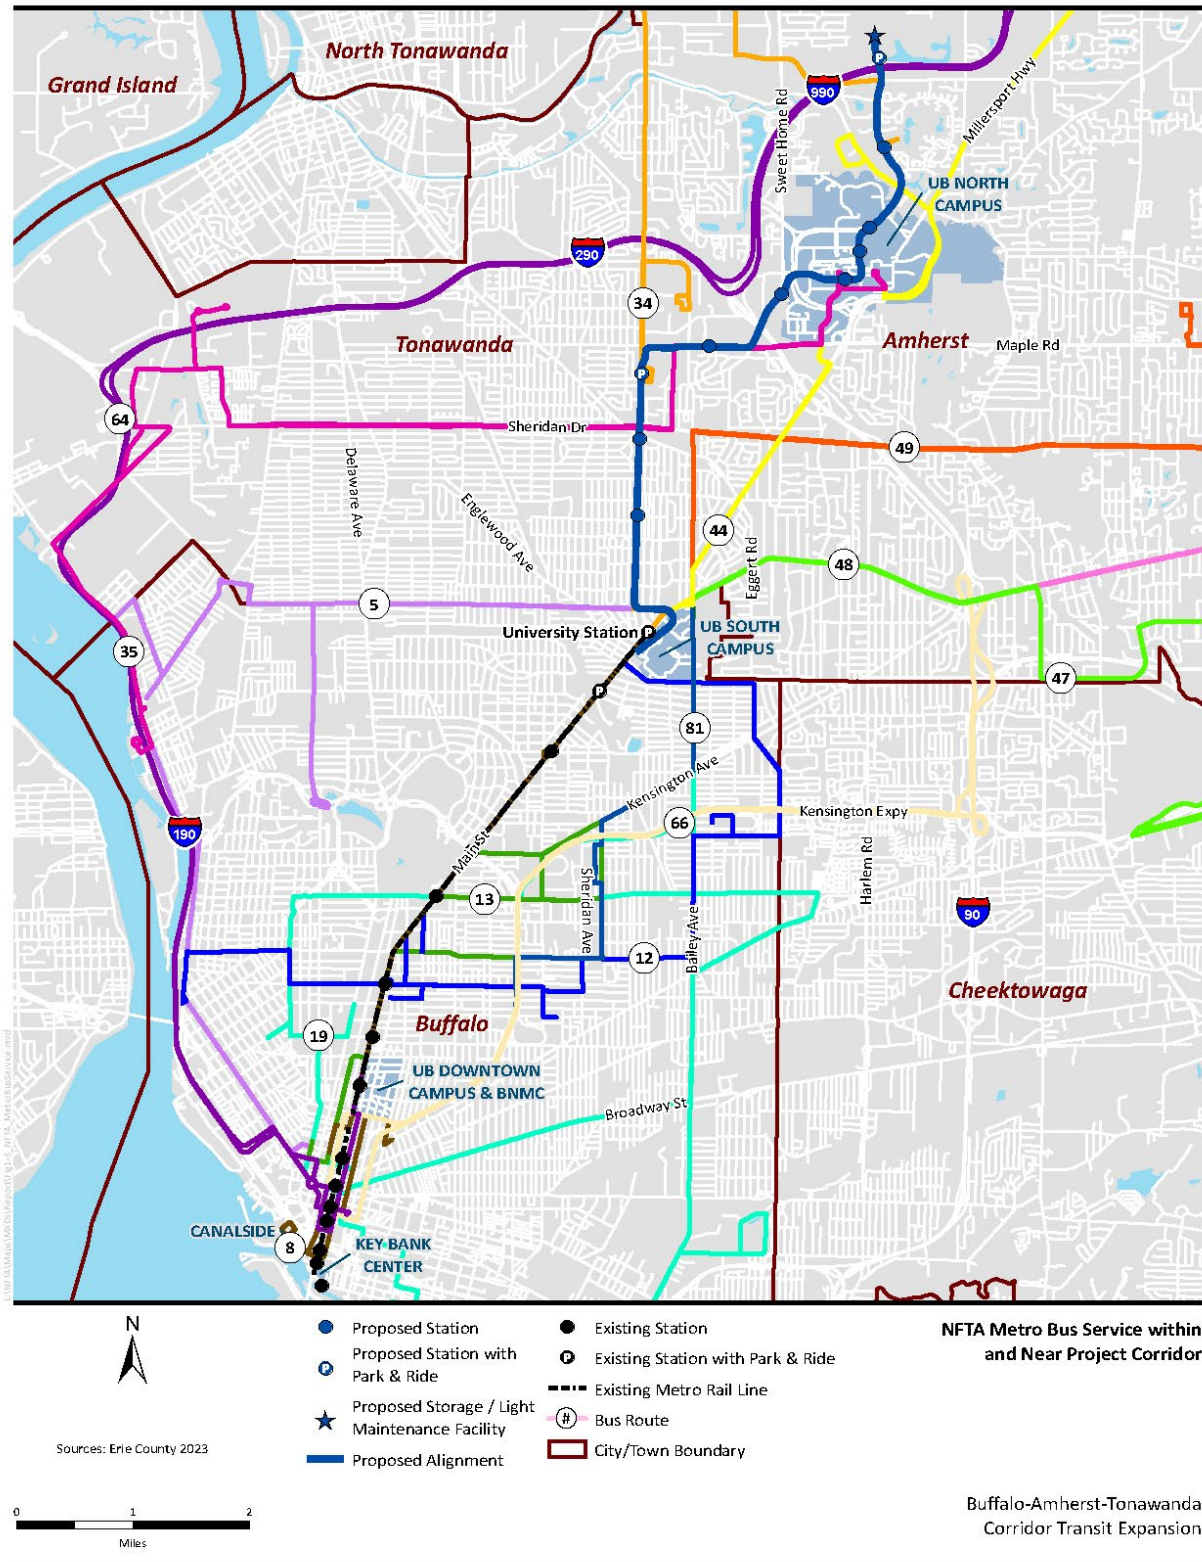 North Tonawanda
Grand Island
990
Sweet Home Rd
Millersport Hwy
UB NORTH
CAMPUS
290
34
Tonawanda
Amherst
Maple Rd
64
Sheridan Dr
49
Delaware Ave
Englewood Ave
44
Eggert Rd
48
5
University Station
P
UB SOUTH
CAMPUS
35
47
P
81
Kensington Ave
190
66
Kensington Expy
Main St
Harlem Rd
13
Sheridan Ave
90
Bailey Ave
12
Cheektowaga
Buffalo
19
UB DOWNTOWN
CAMPUS & BNMC
Broadway St
CANALSIDE
8
KEY BANK
CENTER
N
Proposed Station
P
Proposed Station with
Park & Ride
Proposed Storage / Light
Maintenance Facility
Proposed Alignment
Existing Station
P
Existing Station with Park & Ride
Existing Metro Rail Line
#
Bus Route
City/Town Boundary
NFTA Metro Bus Service within
and Near Project Corridor
Sources: Erie County 2023
0 1 2
Miles
Buffalo-Amherst-Tonawanda
Corridor Transit Expansion